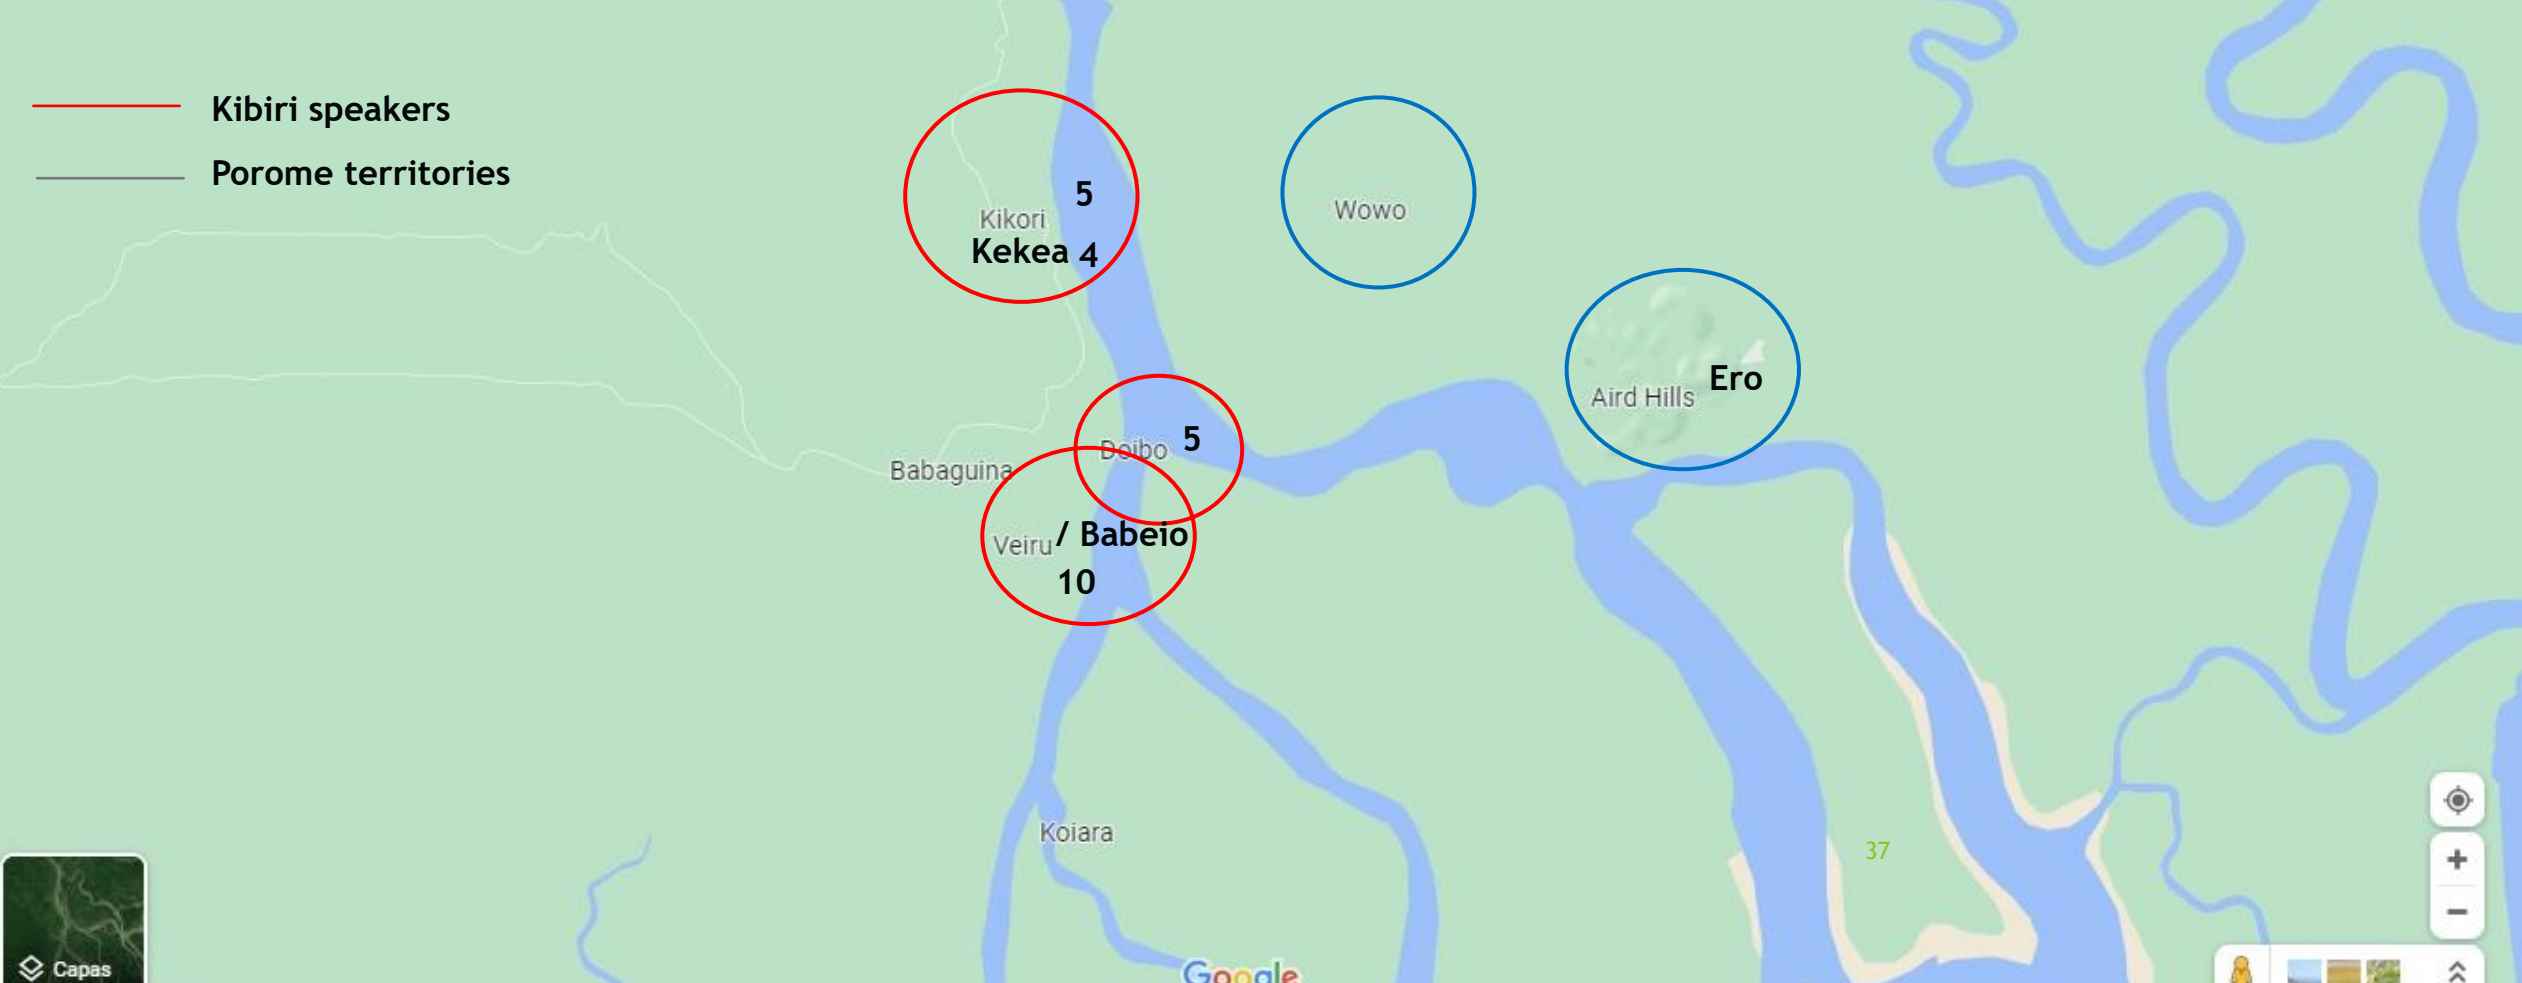 Kibiri speakers
Porome territories
5
Kikori
Kekea 4
Wowo
Ero
Aird Hills
Doibo 5
Babaguina
Veiru / Babeio
10
Koiara
37
Capas
Google